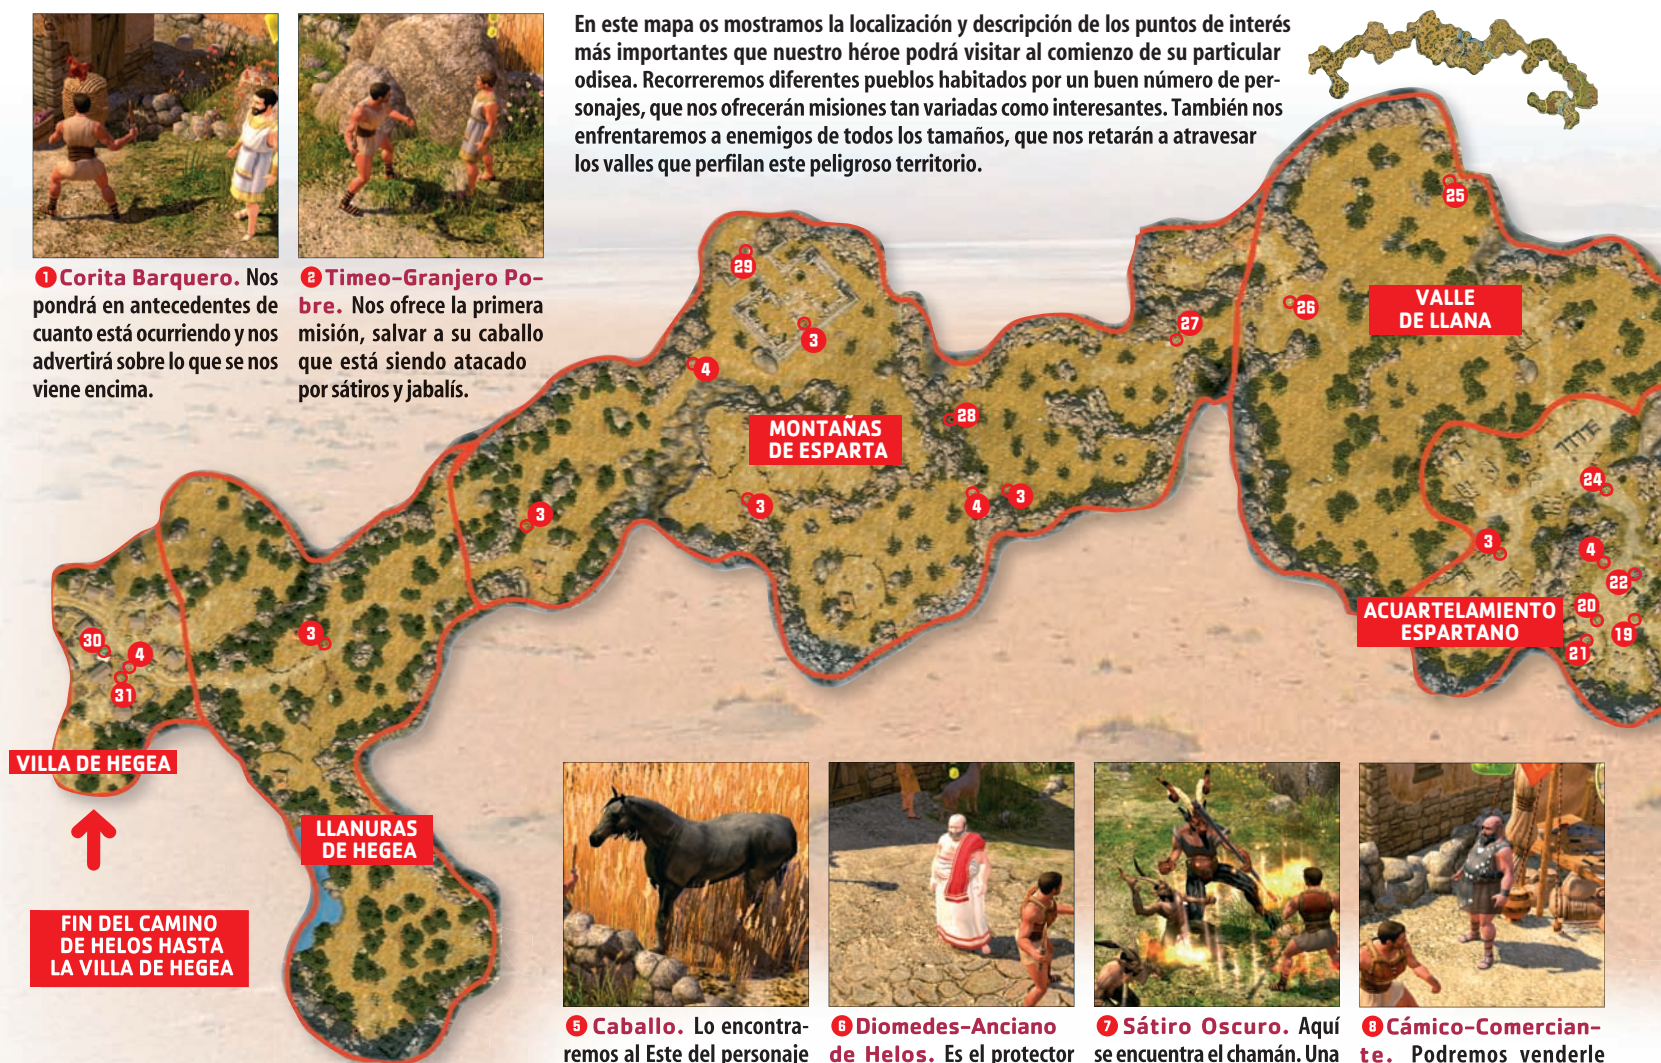 En este mapa os mostramos la localización y descripción de los puntos de interés
más importantes que nuestro héroe podrá visitar al comienzo de su particular
odisea. Recorreremos diferentes pueblos habitados por un buen número de per-
sonajes, que nos ofrecerán misiones tan variadas como interesantes. También nos
enfrentaremos a enemigos de todos los tamaños, que nos retarán a atravesar
los valles que perfilan este peligroso territorio.
1 Corita Barquero. Nos
pondrá en antecedentes de
cuanto está ocurriendo y nos
advertirá sobre lo que se nos
viene encima.
2 Timeo-Granjero Po-
bre. Nos ofrece la primera
misión, salvar a su caballo
que está siendo atacado
por sátiros y jabalís.
25
29
26
VALLE
DE LLANA
27
3
4
28
MONTAÑAS
DE ESPARTA
24
3
4
3
3
3
4
22
20
19
21
ACUARTELAMIENTO
ESPARTANO
3
30
4
31
VILLA DE HEGEA
LLANURAS
DE HEGEA
FIN DEL CAMINO
DE HELOS HASTA
LA VILLA DE HEGEA
5 Caballo. Lo encontra-
remos al Este del personaje
6 Diomedes-Anciano
de Helos. Es el protector
7 Sátiro Oscuro. Aquí
se encuentra el chamán. Una
8 Cámico-Comercian-
te. Podremos venderle